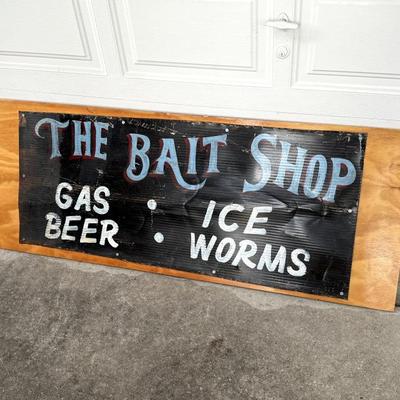 THE BAIT SHOP
GAS • ICE
BEER • WORMS